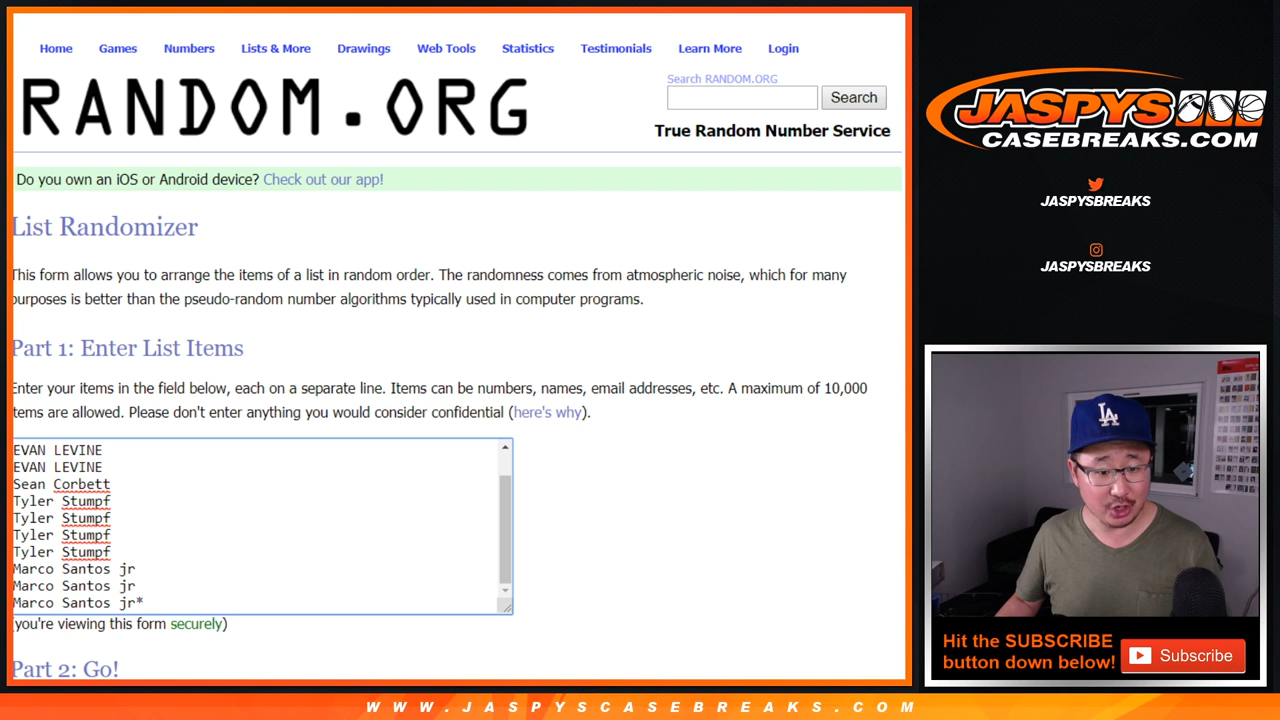 Home Games Numbers Lists & More Drawings Web Tools Statistics Testimonials Learn More Login
RANDOM.ORG
Search RANDOM.ORG
Search
True Random Number Service
Do you own an iOS or Android device? Check out our app!
List Randomizer
This form allows you to arrange the items of a list in random order. The randomness comes from atmospheric noise, which for many
purposes is better than the pseudo-random number algorithms typically used in computer programs.
Part 1: Enter List Items
Enter your items in the field below, each on a separate line. Items can be numbers, names, email addresses, etc. A maximum of 10,000
items are allowed. Please don't enter anything you would consider confidential (here's why).
EVAN LEVINE
EVAN LEVINE
Sean Corbett
Tyler Stumpf
Tyler Stumpf
Tyler Stumpf
Tyler Stumpf
Marco Santos jr
Marco Santos jr
Marco Santos jr*
(you're viewing this form securely)
Part 2: Go!
JASPYS
CASEBREAKS.COM
JASPYSBREAKS
JASPYSBREAKS
LA
Hit the SUBSCRIBE
button down below!
Subscribe
WWW.JASPYSCASEBREAKS.COM